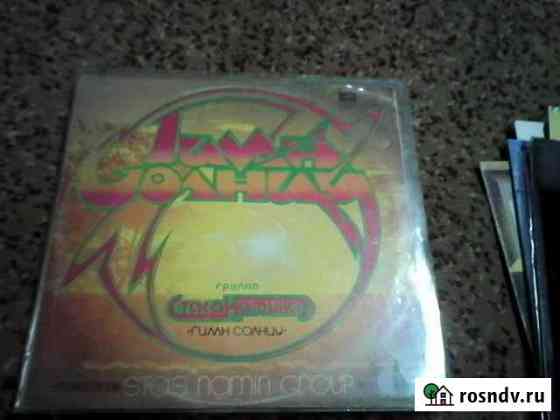 Гимн
Солнцу
группа
Стаса Намина
«Гимн Солнцу»
STAS NAMIN GROUP
rosndv.ru